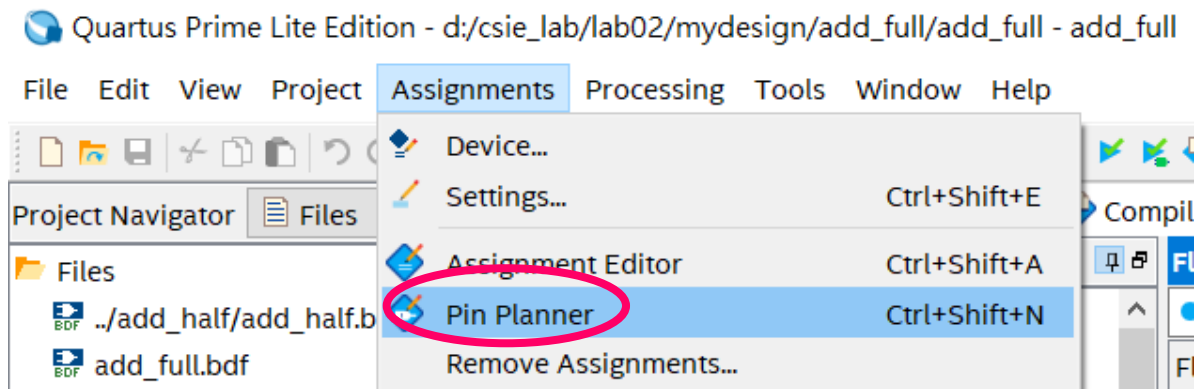 Quartus Prime Lite Edition - d:/csie_lab/lab02/mydesign/add_full/add_full - add_full
File Edit View Project Assignments Processing Tools Window Help
Device...
Settings... Ctrl+Shift+E
Project Navigator Files Compil
Assignment Editor Ctrl+Shift+A
Files Fl
../add_half/add_half.b Pin Planner Ctrl+Shift+N
add_full.bdf Remove Assignments... Fl